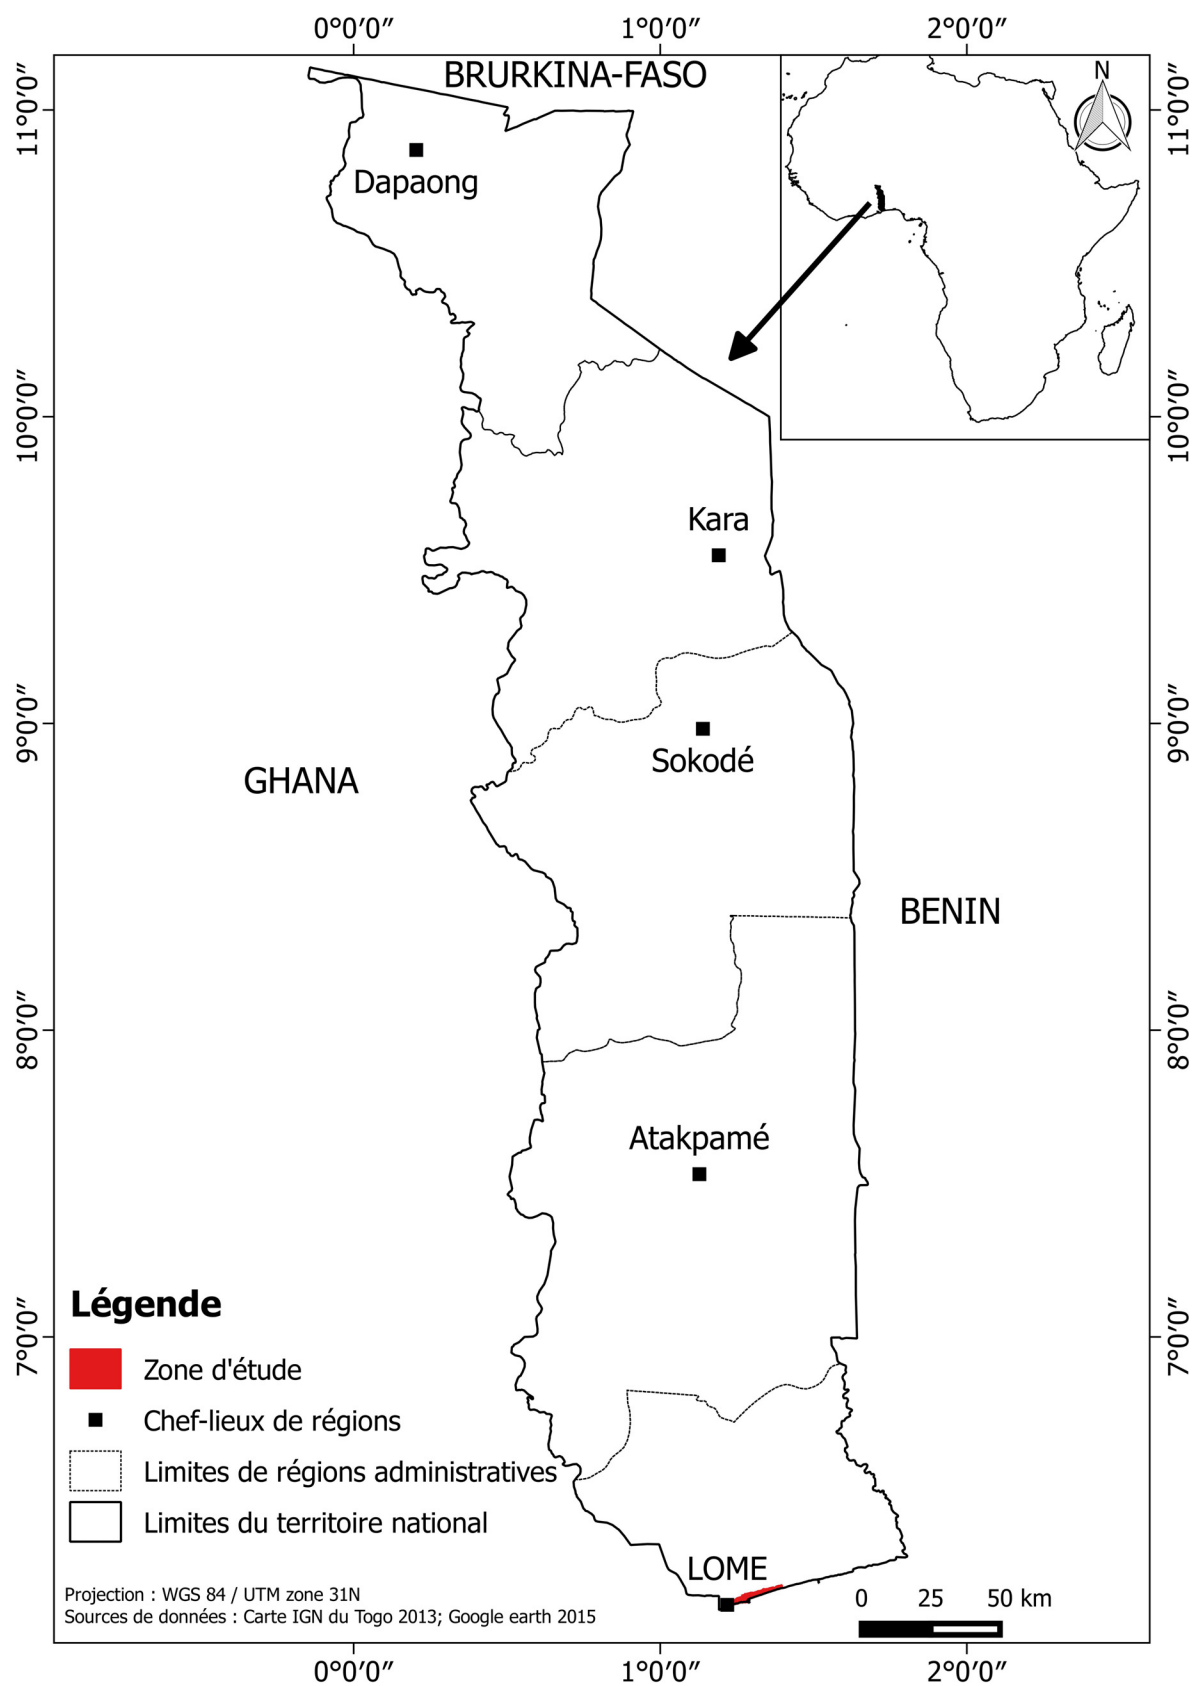 0°0′0″ 1°0′0″ 2°0′0″
BRURKINA-FASO
N
11°0′0″ 11°0′0″
Dapaong
10°0′0″ 10°0′0″
Kara
9°0′0″ 9°0′0″
Sokodé
GHANA
BENIN
8°0′0″ 8°0′0″
Atakpamé
7°0′0″ 7°0′0″
Légende
Zone d'étude
Chef-lieux de régions
Limites de régions administratives
Limites du territoire national
LOME
Projection : WGS 84 / UTM zone 31N
Sources de données : Carte IGN du Togo 2013; Google earth 2015
0 25 50 km
0°0′0″ 1°0′0″ 2°0′0″